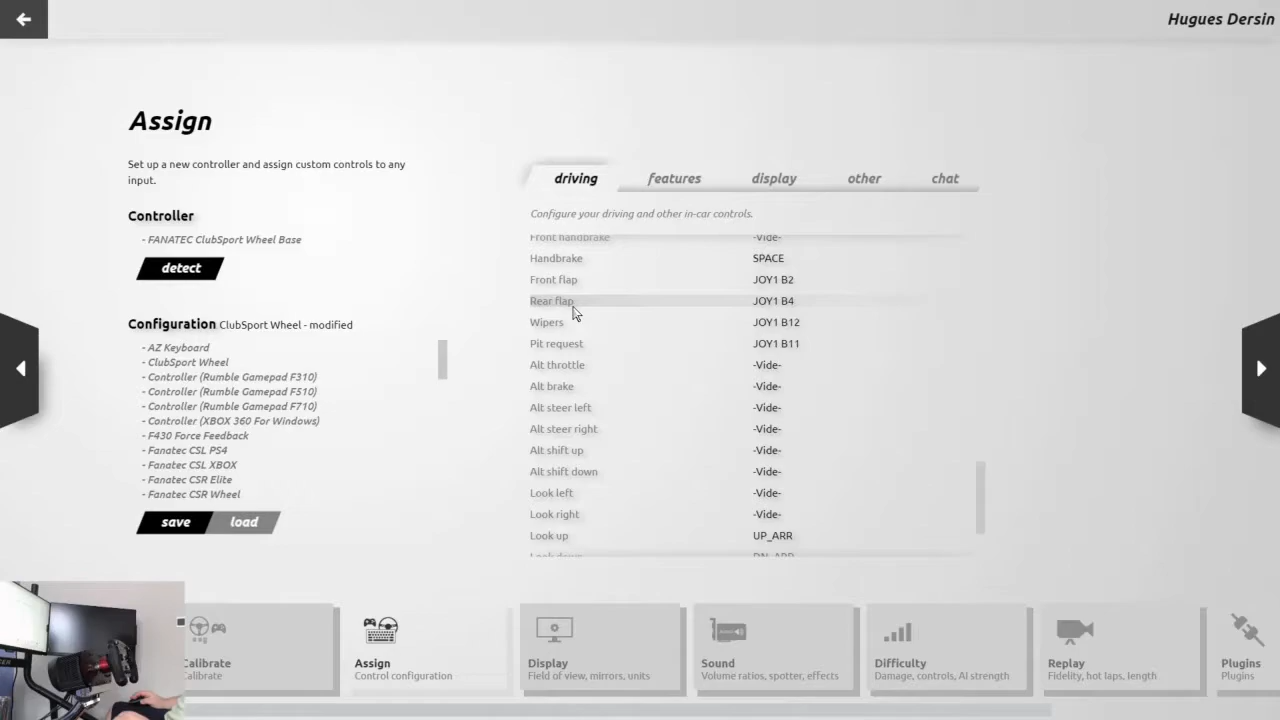 Hugues Dersin
Assign
Set up a new controller and assign custom controls to any
input.
Controller
- FANATEC ClubSport Wheel Base
detect
Configuration ClubSport Wheel - modified
- AZ Keyboard
- ClubSport Wheel
- Controller (Rumble Gamepad F310)
- Controller (Rumble Gamepad F510)
- Controller (Rumble Gamepad F710)
- Controller (XBOX 360 For Windows)
- F430 Force Feedback
- Fanatec CSL PS4
- Fanatec CSL XBOX
- Fanatec CSR Elite
- Fanatec CSR Wheel
save load
driving features display other chat
Configure your driving and other in-car controls.
Front handbrake -Vide-
Handbrake SPACE
Front flap JOY1 B2
Rear flap JOY1 B4
Wipers JOY1 B12
Pit request JOY1 B11
Alt throttle -Vide-
Alt brake -Vide-
Alt steer left -Vide-
Alt steer right -Vide-
Alt shift up -Vide-
Alt shift down -Vide-
Look left -Vide-
Look right -Vide-
Look up UP_ARR
Look down DN_ARR
Calibrate
Calibrate
Assign
Control configuration
Display
Field of view, mirrors, units
Sound
Volume ratios, spotter, effects
Difficulty
Damage, controls, AI strength
Replay
Fidelity, hot laps, length
Plugins
Plugins